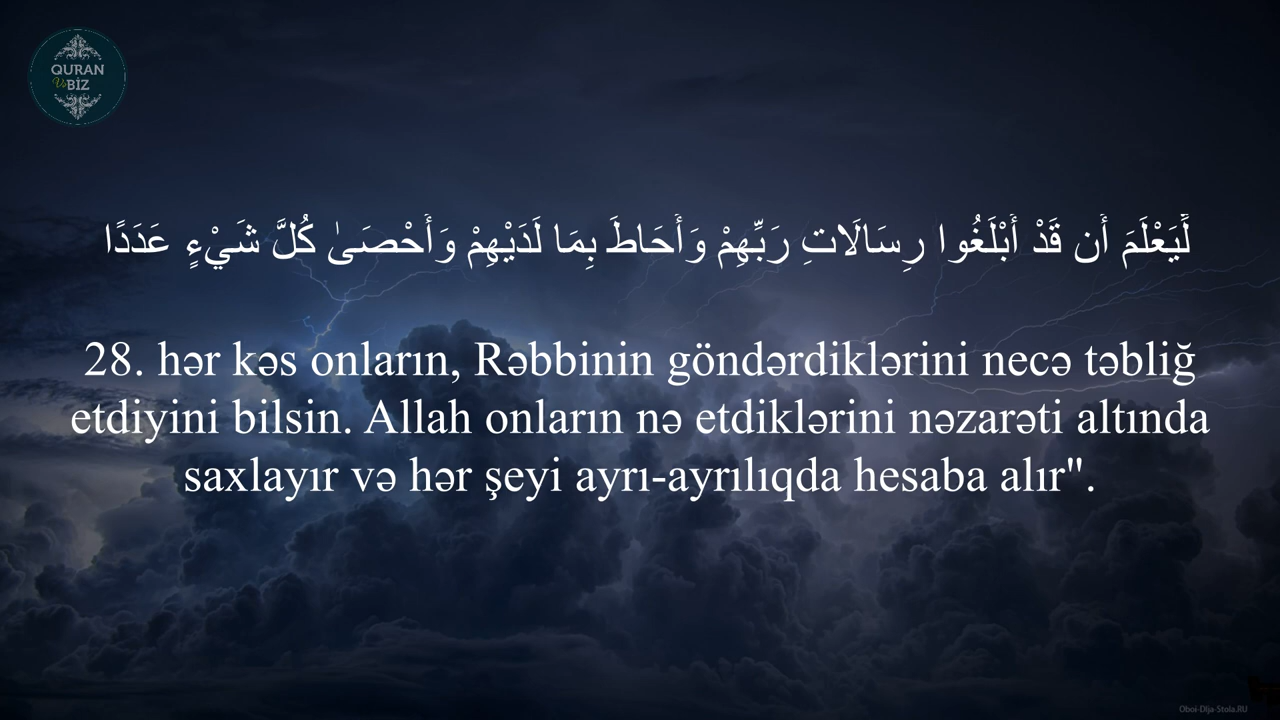 QURAN
Və BİZ
لِّيَعْلَمَ أَن قَدْ أَبْلَغُوا رِسَالَاتِ رَبِّهِمْ وَأَحَاطَ بِمَا لَدَيْهِمْ وَأَحْصَىٰ كُلَّ شَيْءٍ عَدَدًا
28. hər kəs onların, Rəbbinin göndərdiklərini necə təbliğ
etdiyini bilsin. Allah onların nə etdiklərini nəzarəti altında
saxlayır və hər şeyi ayrı-ayrılıqda hesaba alır".
Oboi-Dlja-Stola.RU